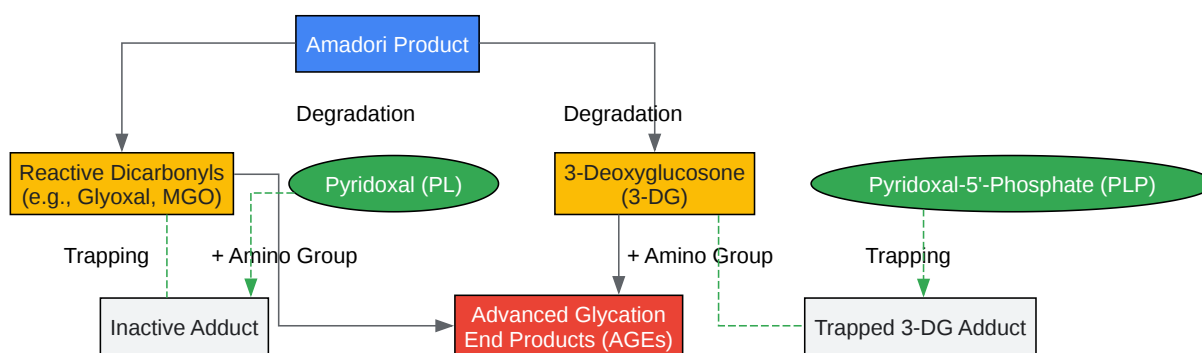 Amadori Product
Degradation
Degradation
Reactive Dicarbonyls
(e.g., Glyoxal, MGO)
Pyridoxal (PL)
3-Deoxyglucosone
(3-DG)
Pyridoxal-5'-Phosphate (PLP)
Trapping
+ Amino Group
+ Amino Group
Trapping
Inactive Adduct
Advanced Glycation
End Products (AGEs)
Trapped 3-DG Adduct